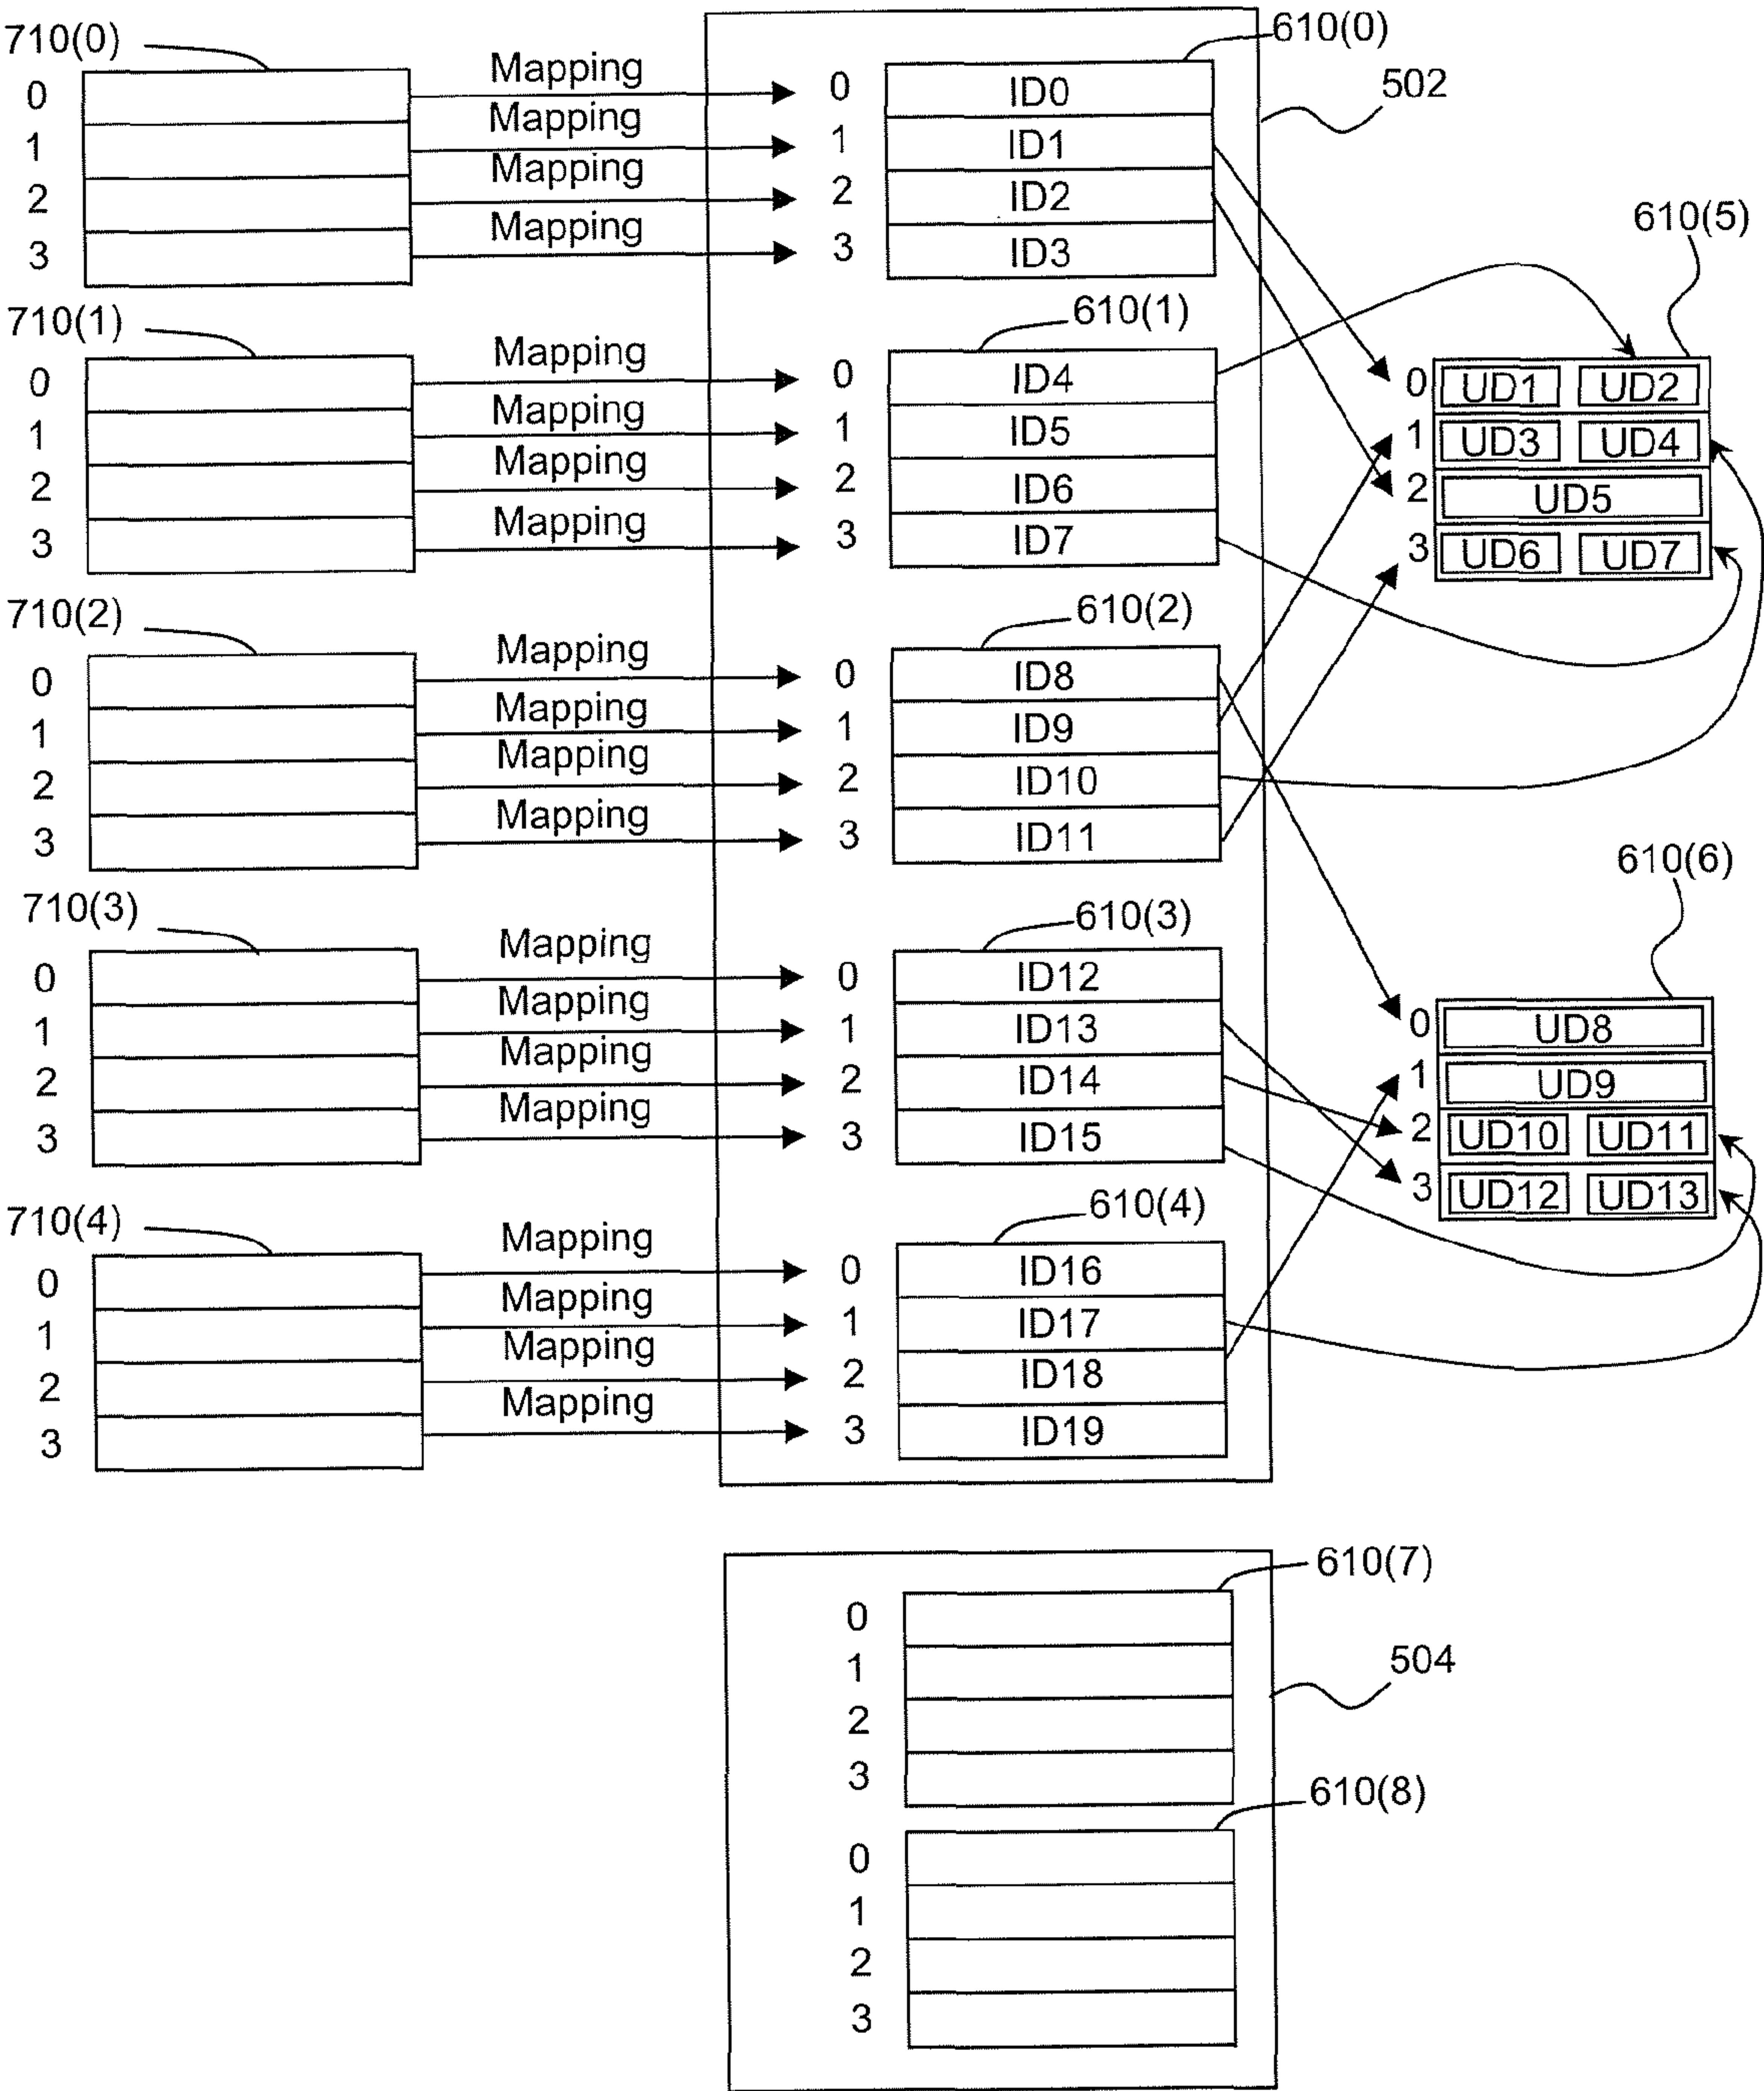 710(0)
610(0)
502
0 Mapping 0 ID0
1 Mapping 1 ID1
2 Mapping 2 ID2
3 Mapping 3 ID3
610(5)
0 UD1 UD2
1 UD3 UD4
2 UD5
3 UD6 UD7
710(1)
610(1)
0 Mapping 0 ID4
1 Mapping 1 ID5
2 Mapping 2 ID6
3 Mapping 3 ID7
710(2)
610(2)
0 Mapping 0 ID8
1 Mapping 1 ID9
2 Mapping 2 ID10
3 Mapping 3 ID11
610(6)
0 UD8
1 UD9
2 UD10 UD11
3 UD12 UD13
710(3)
610(3)
0 Mapping 0 ID12
1 Mapping 1 ID13
2 Mapping 2 ID14
3 Mapping 3 ID15
710(4)
610(4)
0 Mapping 0 ID16
1 Mapping 1 ID17
2 Mapping 2 ID18
3 Mapping 3 ID19
610(7)
504
0
1
2
3
610(8)
0
1
2
3